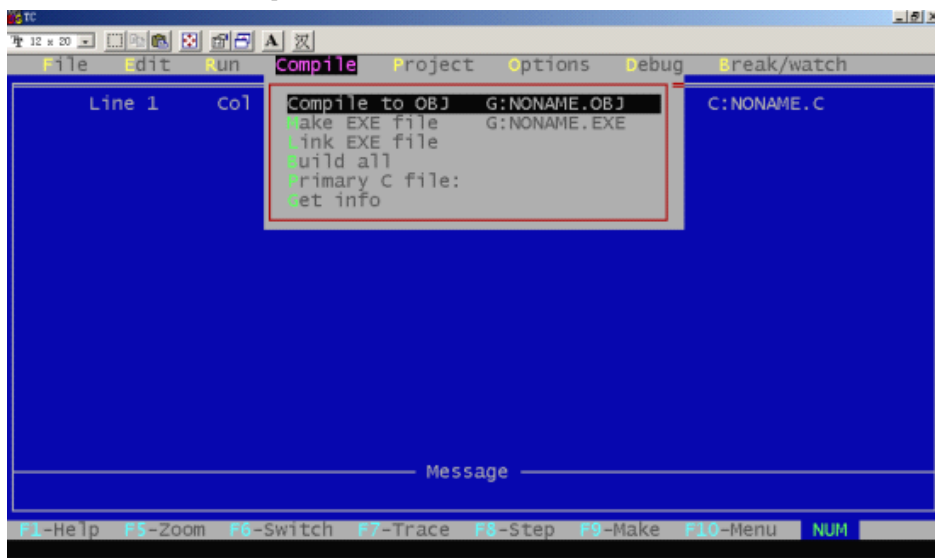 TC
12 x 20 A 汉
File Edit Run Compile Project Options Debug Break/watch
Line 1 Col C:NONAME.C
Compile to OBJ G:NONAME.OBJ
Make EXE file G:NONAME.EXE
Link EXE file
Build all
Primary C file:
Get info
Message
F1-Help F5-Zoom F6-Switch F7-Trace F8-Step F9-Make F10-Menu NUM